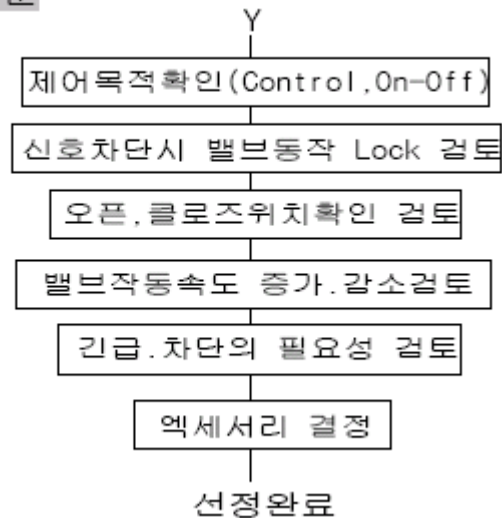 Y
제어목적확인(Control,On-Off)
신호차단시 밸브동작 Lock 검토
오픈,클로즈위치확인 검토
밸브작동속도 증가.감소검토
긴급.차단의 필요성 검토
엑세서리 결정
선정완료